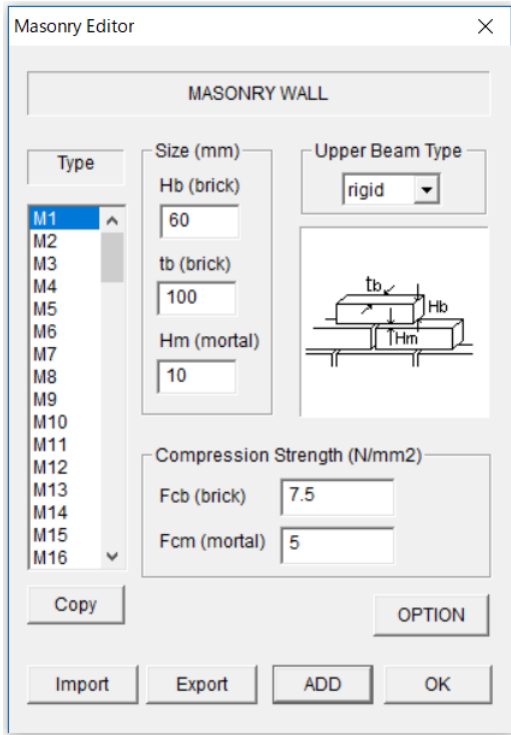 Masonry Editor
MASONRY WALL
Type
M1
M2
M3
M4
M5
M6
M7
M8
M9
M10
M11
M12
M13
M14
M15
M16
Copy
Size (mm)
Hb (brick)
60
tb (brick)
100
Hm (mortal)
10
Upper Beam Type
rigid
tb
Hb
Hm
Compression Strength (N/mm2)
Fcb (brick) 7.5
Fcm (mortal) 5
OPTION
Import Export ADD OK